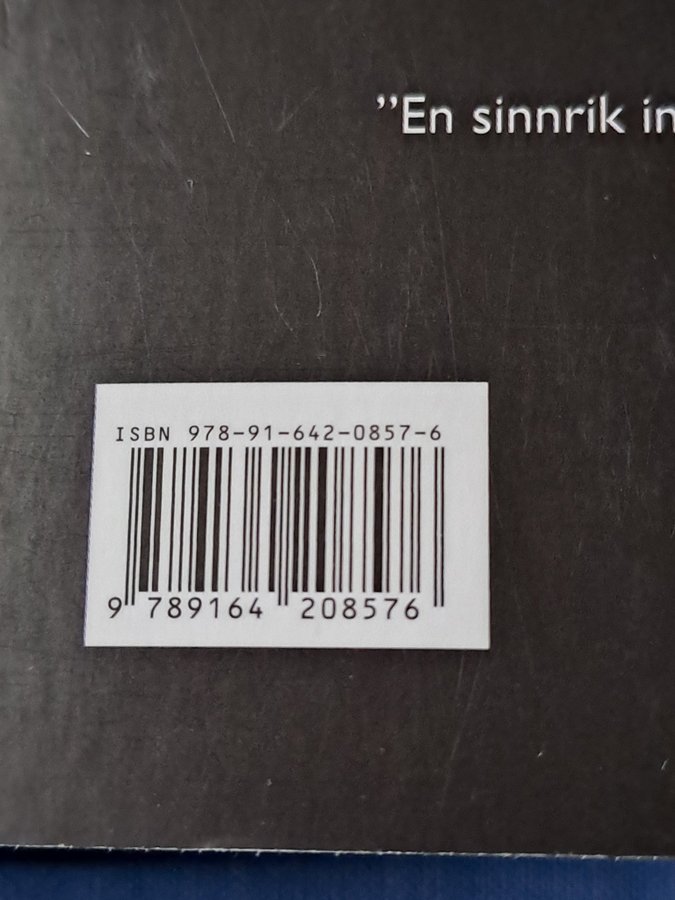 ”En sinnrik in
ISBN 978-91-642-0857-6
9 789164 208576